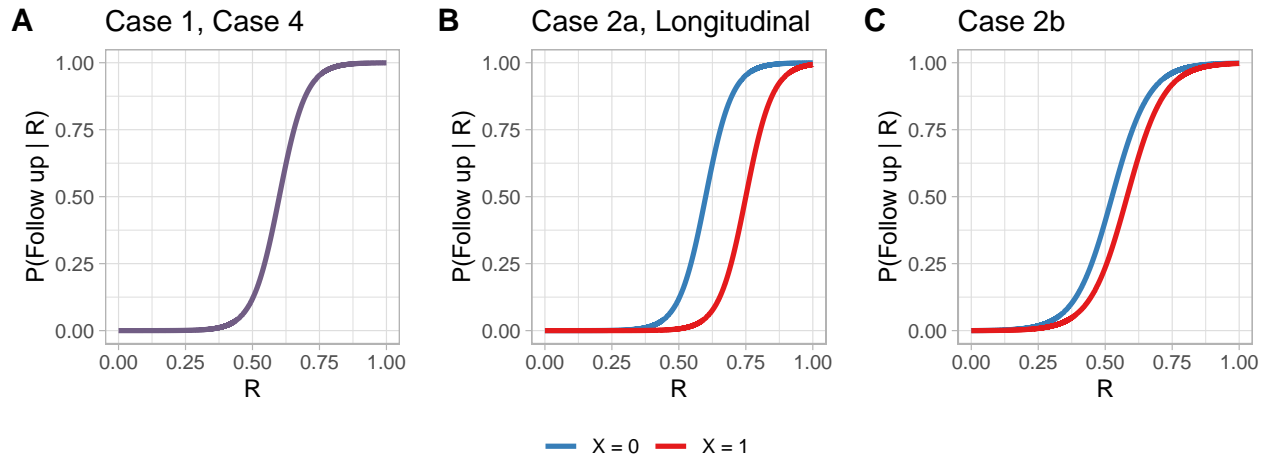 A Case 1, Case 4
P(Follow up | R)
1.00
0.75
0.50
0.25
0.00
0.00 0.25 0.50 0.75 1.00
R
B Case 2a, Longitudinal
P(Follow up | R)
1.00
0.75
0.50
0.25
0.00
0.00 0.25 0.50 0.75 1.00
R
C Case 2b
P(Follow up | R)
1.00
0.75
0.50
0.25
0.00
0.00 0.25 0.50 0.75 1.00
R
X = 0 X = 1